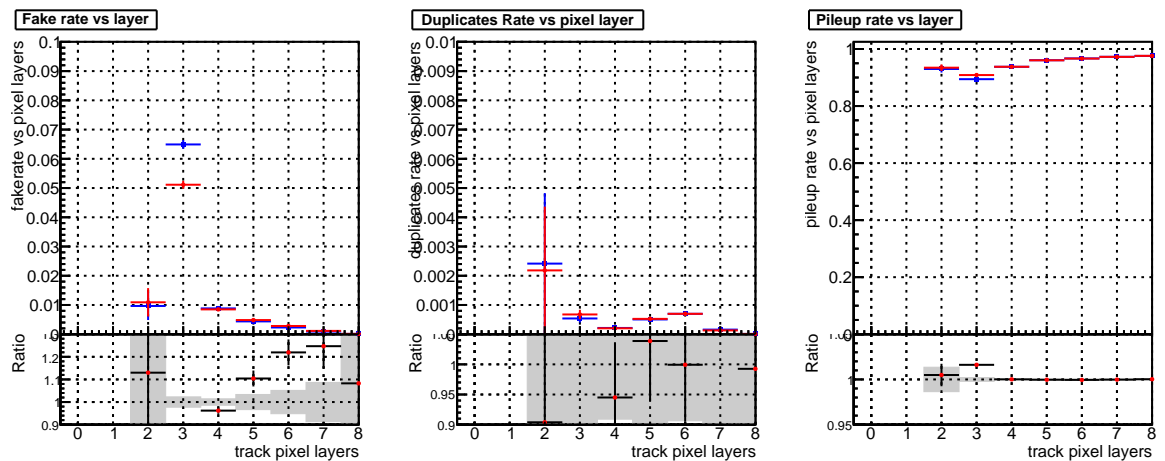 Fake rate vs layer
fakerate vs pixel layers
0.1
0.09
0.08
0.07
0.06
0.05
0.04
0.03
0.02
0.01
0
Ratio
1.2
1.1
1
0.9
0 1 2 3 4 5 6 7 8
track pixel layers
Duplicates Rate vs pixel layer
duplicates rate vs pixel layers
0.01
0.009
0.008
0.007
0.006
0.005
0.004
0.003
0.002
0.001
0
Ratio
1
0.95
0.9
0 1 2 3 4 5 6 7 8
track pixel layers
Pileup rate vs layer
pileup rate vs pixel layers
1
0.8
0.6
0.4
0.2
0
Ratio
1
0.95
0 1 2 3 4 5 6 7 8
track pixel layers